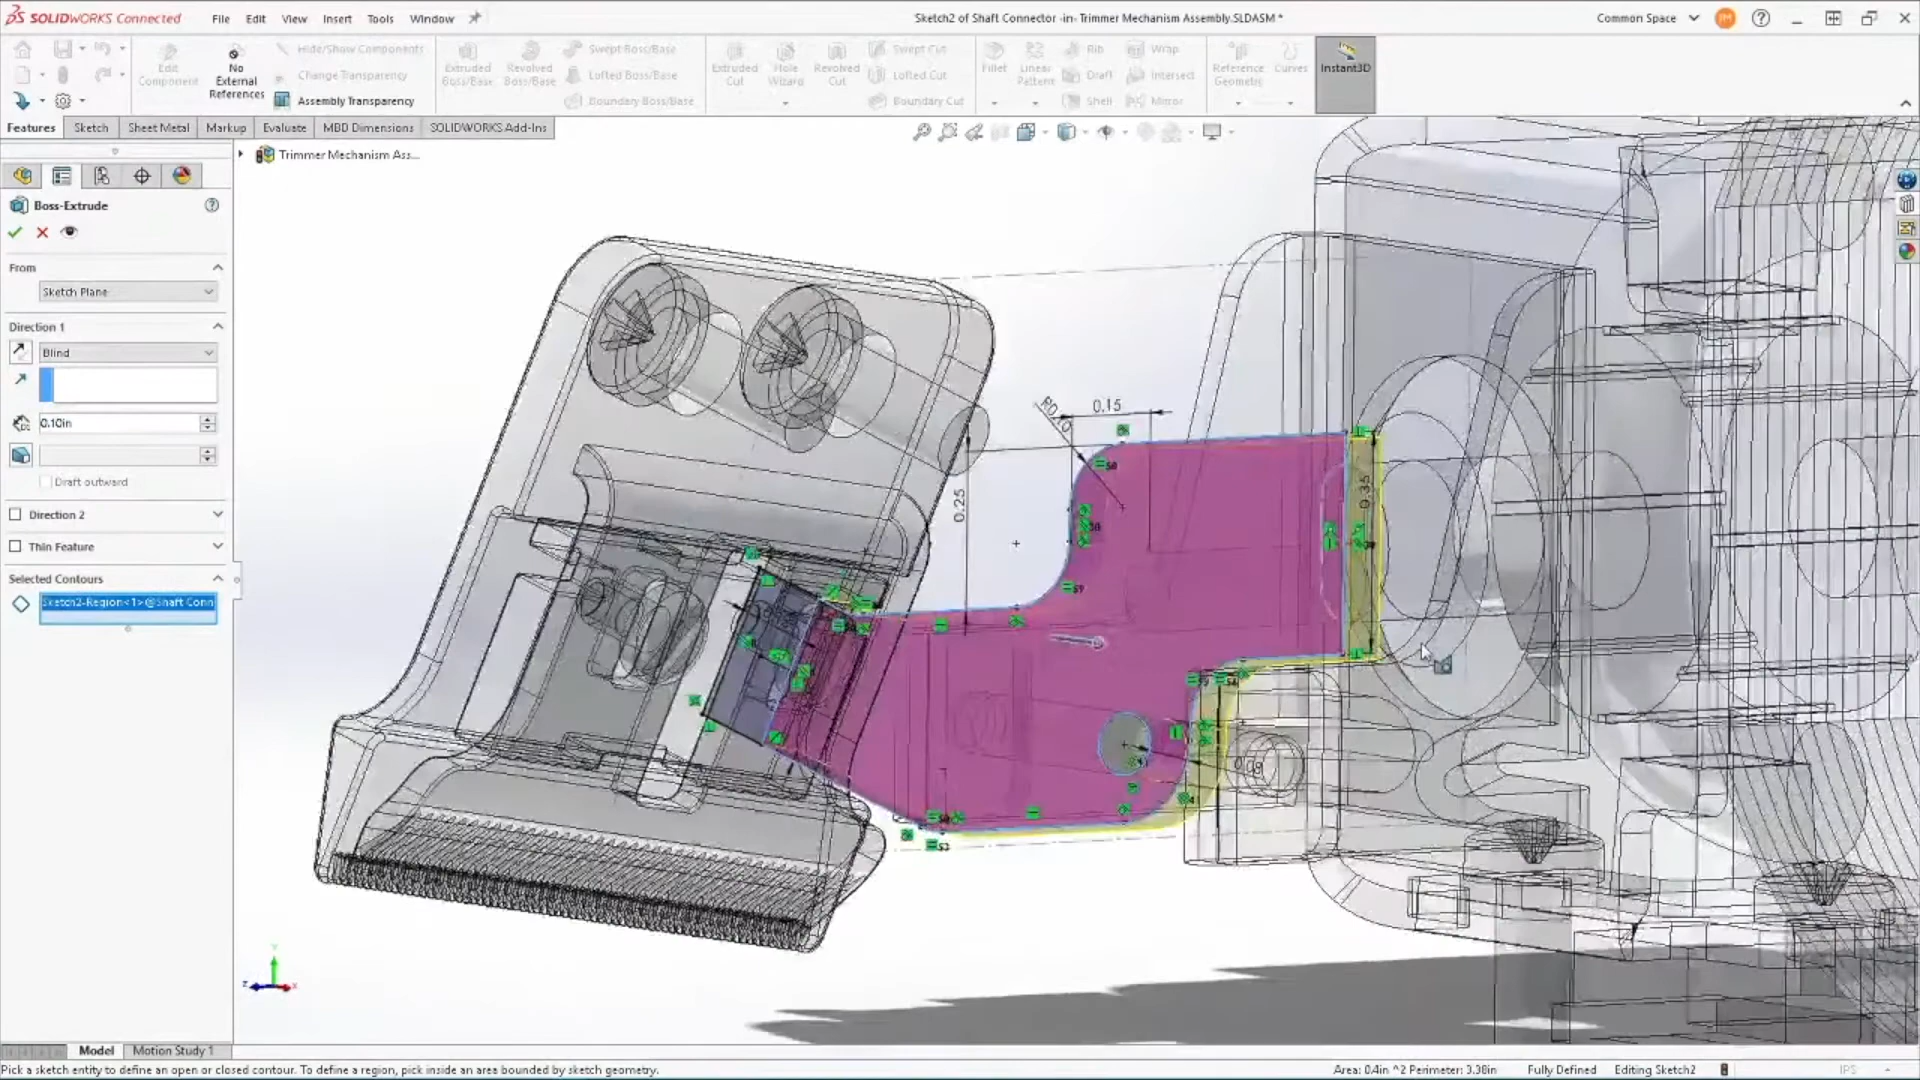 SOLIDWORKS Connected
File Edit View Insert Tools Window
Sketch2 of Shaft Connector -in- Trimmer Mechanism Assembly.SLDASM *
Common Space
Edit Component
No External References
Hide/Show Components
Change Transparency
Assembly Transparency
Extruded Boss/Base
Revolved Boss/Base
Swept Boss/Base
Lofted Boss/Base
Boundary Boss/Base
Extruded Cut
Hole Wizard
Revolved Cut
Swept Cut
Lofted Cut
Boundary Cut
Fillet
Linear Pattern
Rib
Draft
Shell
Wrap
Intersect
Mirror
Reference Geometry
Curves
Instant3D
Features Sketch Sheet Metal Markup Evaluate MBD Dimensions SOLIDWORKS Add-Ins
Trimmer Mechanism Ass...
Boss-Extrude
From
Sketch Plane
Direction 1
Blind
0.10in
Draft outward
Direction 2
Thin Feature
Selected Contours
Sketch2-Region<1>@Shaft Conn
R0.10
0.15
0.25
0.35
0.09
Model Motion Study 1
Pick a sketch entity to define an open or closed contour. To define a region, pick inside an area bounded by sketch geometry.
Area: 0.4in ^2 Perimeter: 3.38in Fully Defined Editing Sketch2 IPS